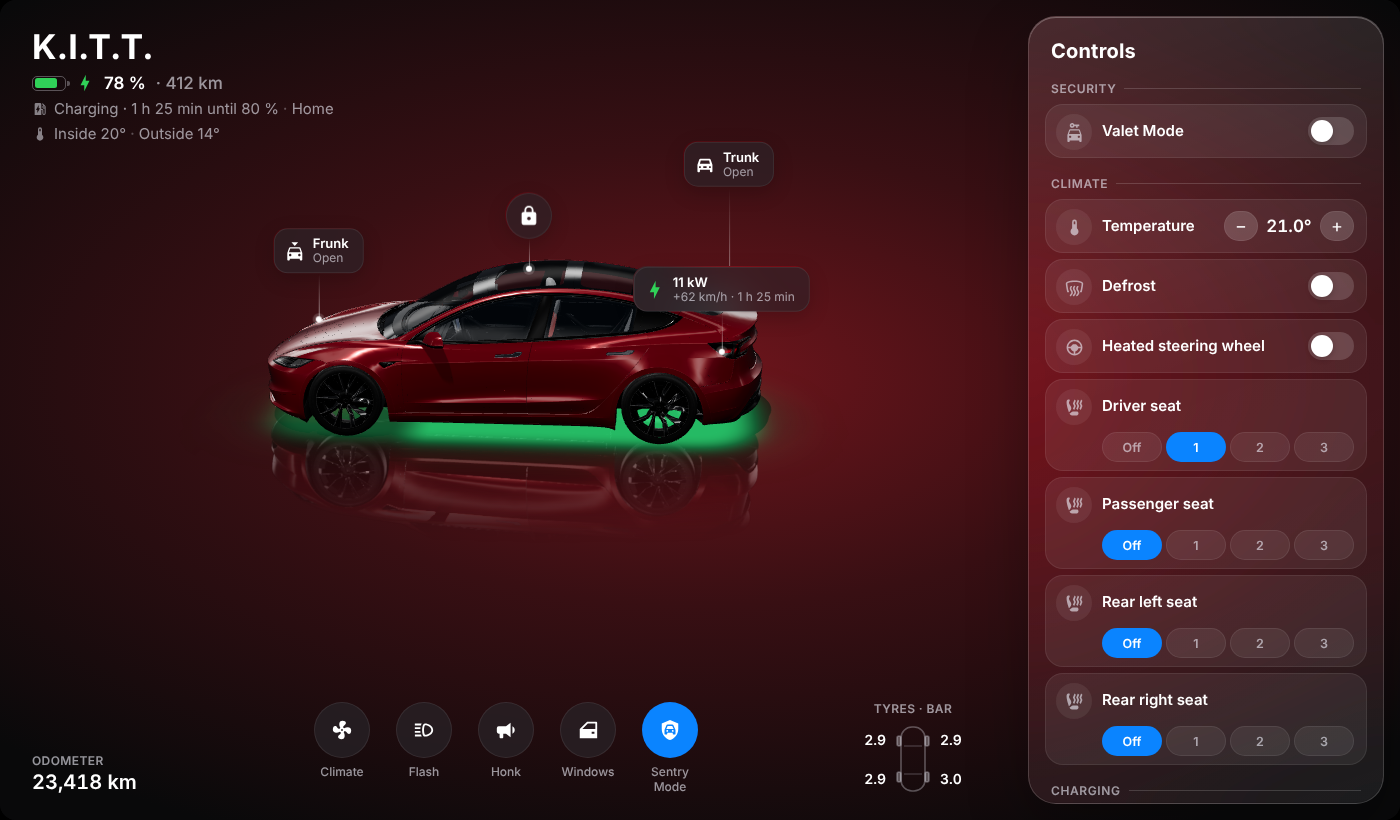 K.I.T.T.
78 % · 412 km
Charging · 1 h 25 min until 80 % · Home
Inside 20° · Outside 14°
Trunk
Open
Frunk
Open
11 kW
+62 km/h · 1 h 25 min
Climate
Flash
Honk
Windows
Sentry
Mode
ODOMETER
23,418 km
TYRES · BAR
2.9 2.9
2.9 3.0
Controls
SECURITY
Valet Mode
CLIMATE
Temperature − 21.0° +
Defrost
Heated steering wheel
Driver seat
Off 1 2 3
Passenger seat
Off 1 2 3
Rear left seat
Off 1 2 3
Rear right seat
Off 1 2 3
CHARGING